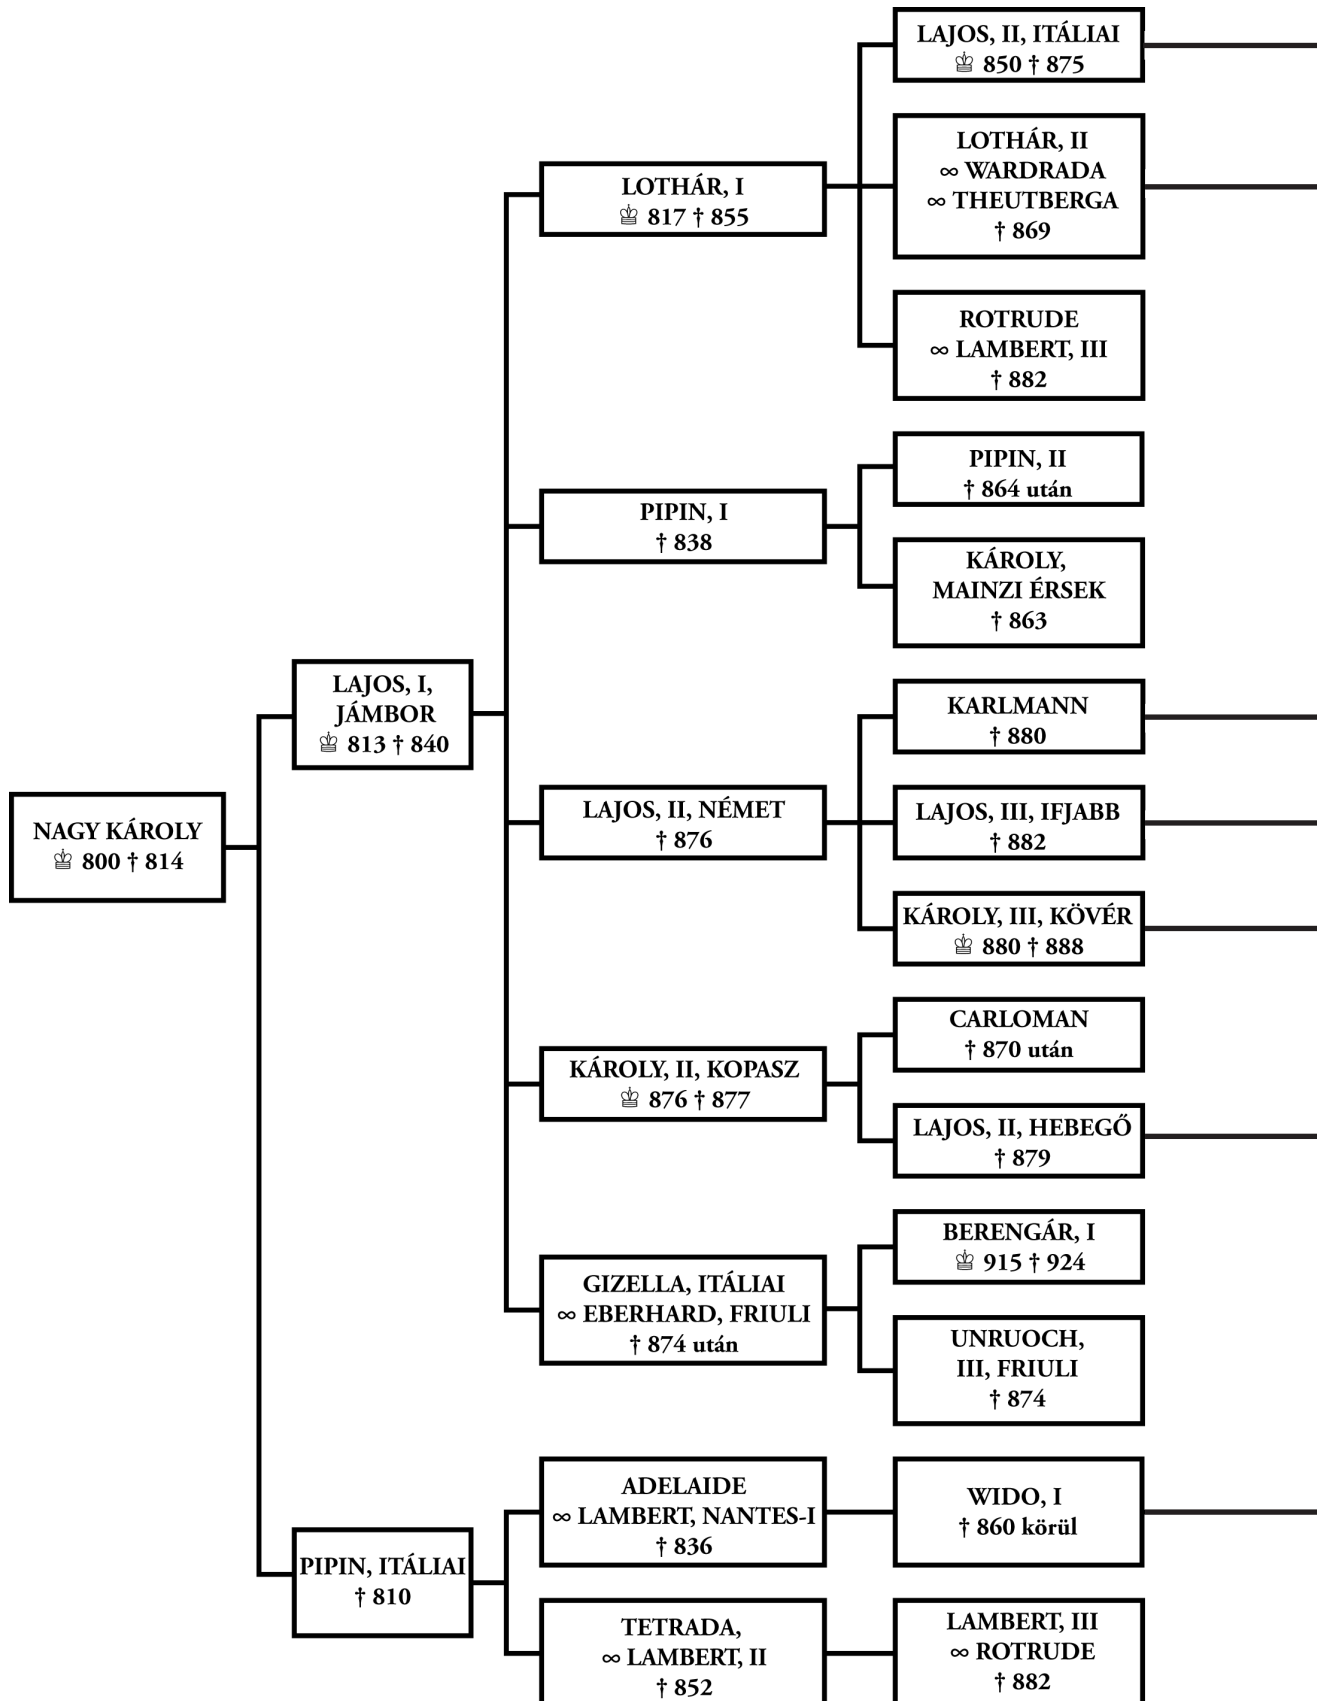 LAJOS, II, ITÁLIAI
♔ 850 † 875
LOTHÁR, II
∞ WARDRADA
∞ THEUTBERGA
† 869
LOTHÁR, I
♔ 817 † 855
ROTRUDE
∞ LAMBERT, III
† 882
PIPIN, II
† 864 után
PIPIN, I
† 838
KÁROLY,
MAINZI ÉRSEK
† 863
LAJOS, I,
JÁMBOR
♔ 813 † 840
KARLMANN
† 880
NAGY KÁROLY
♔ 800 † 814
LAJOS, II, NÉMET
† 876
LAJOS, III, IFJABB
† 882
KÁROLY, III, KÖVÉR
♔ 880 † 888
CARLOMAN
† 870 után
KÁROLY, II, KOPASZ
♔ 876 † 877
LAJOS, II, HEBEGŐ
† 879
BERENGÁR, I
♔ 915 † 924
GIZELLA, ITÁLIAI
∞ EBERHARD, FRIULI
† 874 után
UNRUOCH,
III, FRIULI
† 874
ADELAIDE
∞ LAMBERT, NANTES-I
† 836
WIDO, I
† 860 körül
PIPIN, ITÁLIAI
† 810
TETRADA,
∞ LAMBERT, II
† 852
LAMBERT, III
∞ ROTRUDE
† 882